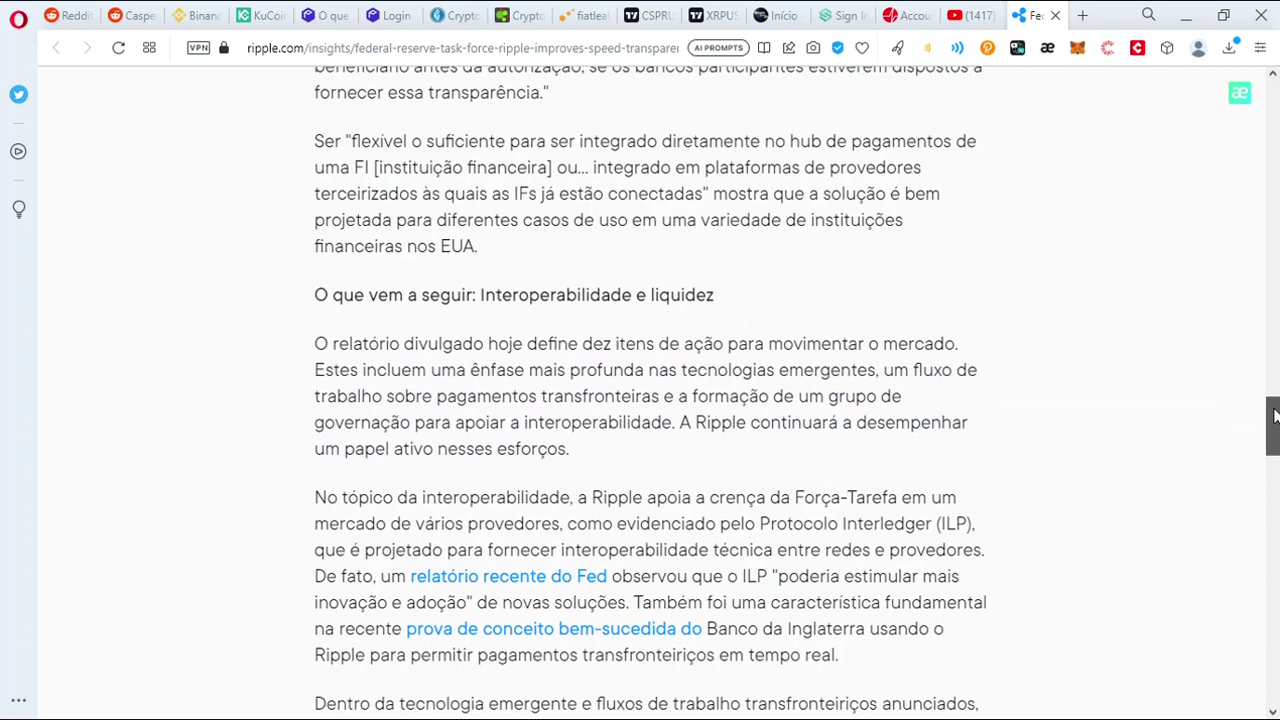 Reddit
Casper
Binanc
KuCoin
O que
Login
Crypto
Crypto
fiatleal
CSPRU
XRPUS
Início
Sign In
Accou
(1417)
Fed
VPN
ripple.com/insights/federal-reserve-task-force-ripple-improves-speed-transparer
AI PROMPTS
beneficiário antes da autorização, se os bancos participantes estiverem dispostos a
fornecer essa transparência."
Ser "flexível o suficiente para ser integrado diretamente no hub de pagamentos de
uma FI [instituição financeira] ou... integrado em plataformas de provedores
terceirizados às quais as IFs já estão conectadas" mostra que a solução é bem
projetada para diferentes casos de uso em uma variedade de instituições
financeiras nos EUA.
O que vem a seguir: Interoperabilidade e liquidez
O relatório divulgado hoje define dez itens de ação para movimentar o mercado.
Estes incluem uma ênfase mais profunda nas tecnologias emergentes, um fluxo de
trabalho sobre pagamentos transfronteiras e a formação de um grupo de
governação para apoiar a interoperabilidade. A Ripple continuará a desempenhar
um papel ativo nesses esforços.
No tópico da interoperabilidade, a Ripple apoia a crença da Força-Tarefa em um
mercado de vários provedores, como evidenciado pelo Protocolo Interledger (ILP),
que é projetado para fornecer interoperabilidade técnica entre redes e provedores.
De fato, um relatório recente do Fed observou que o ILP "poderia estimular mais
inovação e adoção" de novas soluções. Também foi uma característica fundamental
na recente prova de conceito bem-sucedida do Banco da Inglaterra usando o
Ripple para permitir pagamentos transfronteiriços em tempo real.
Dentro da tecnologia emergente e fluxos de trabalho transfronteiriços anunciados,